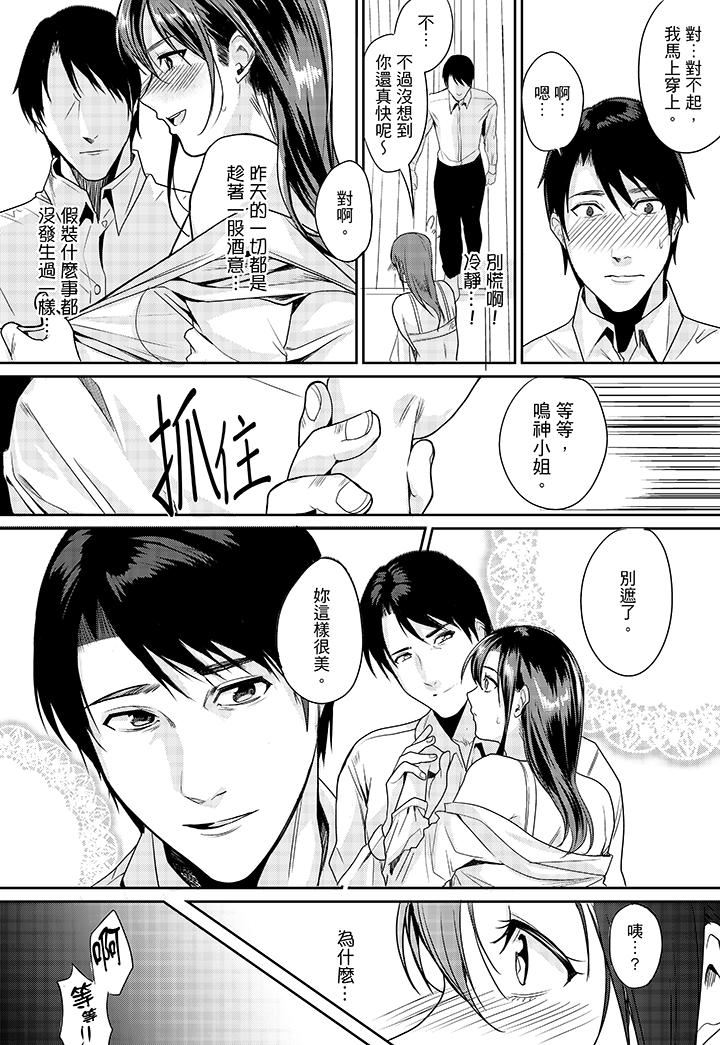 對…對不起，
我馬上穿上。
啊…
嗯…
不…
不過沒想到
你還真快呢～
別慌啊！
冷靜…！
對啊。
昨天的一切都是
趁著一股酒意…
假裝什麼事都
沒發生過一樣…
等等，
鳴神小姐。
抓住
別遮了。
妳這樣很美。
咦…？
為什麼…
啊
等等!!